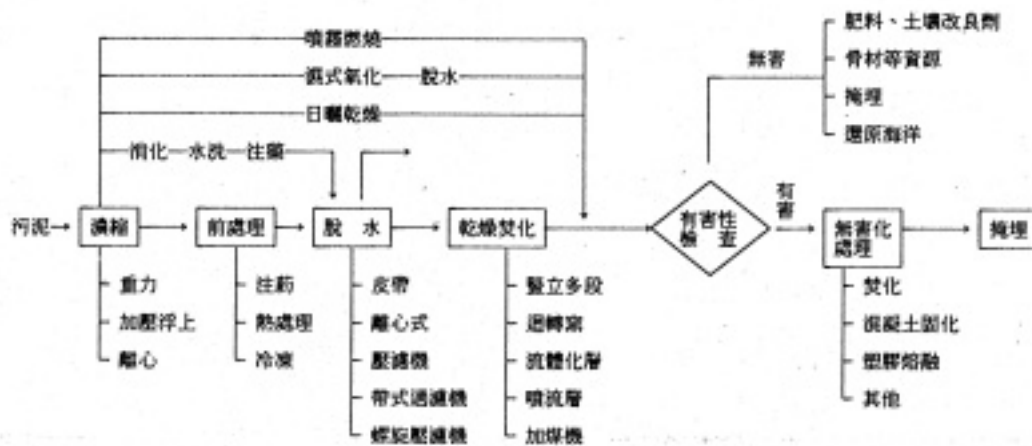 噴霧燃燒
濕式氧化 脫水
日曬乾燥
消化 水洗 注藥
無害
肥料、土壤改良劑
骨材等資源
掩埋
還原海洋
污泥
濃縮
前處理
脫水
乾燥焚化
有害性
檢查
有害
無害化
處理
掩埋
重力
加壓浮上
離心
注葯
熱處理
冷凍
皮帶
離心式
壓濾機
帶式過濾機
螺旋壓濾機
豎立多段
迴轉窯
流體化層
噴流層
加煤機
焚化
混凝土固化
塑膠熔融
其他